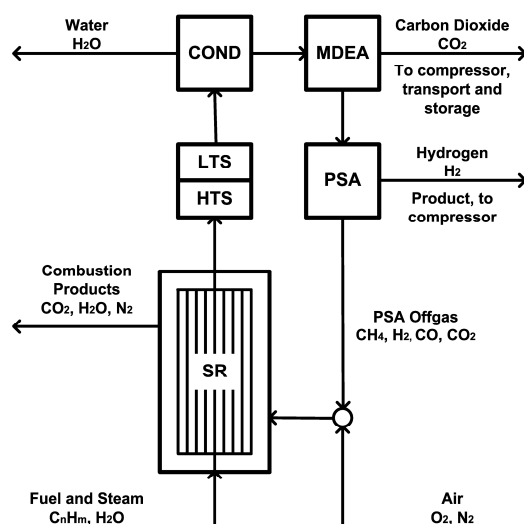 Water
H₂O
COND
MDEA
Carbon Dioxide
CO₂
To compressor,
transport and
storage
LTS
HTS
PSA
Hydrogen
H₂
Product, to
compressor
Combustion
Products
CO₂, H₂O, N₂
PSA Offgas
CH₄, H₂, CO, CO₂
SR
Fuel and Steam
CₙHₘ, H₂O
Air
O₂, N₂